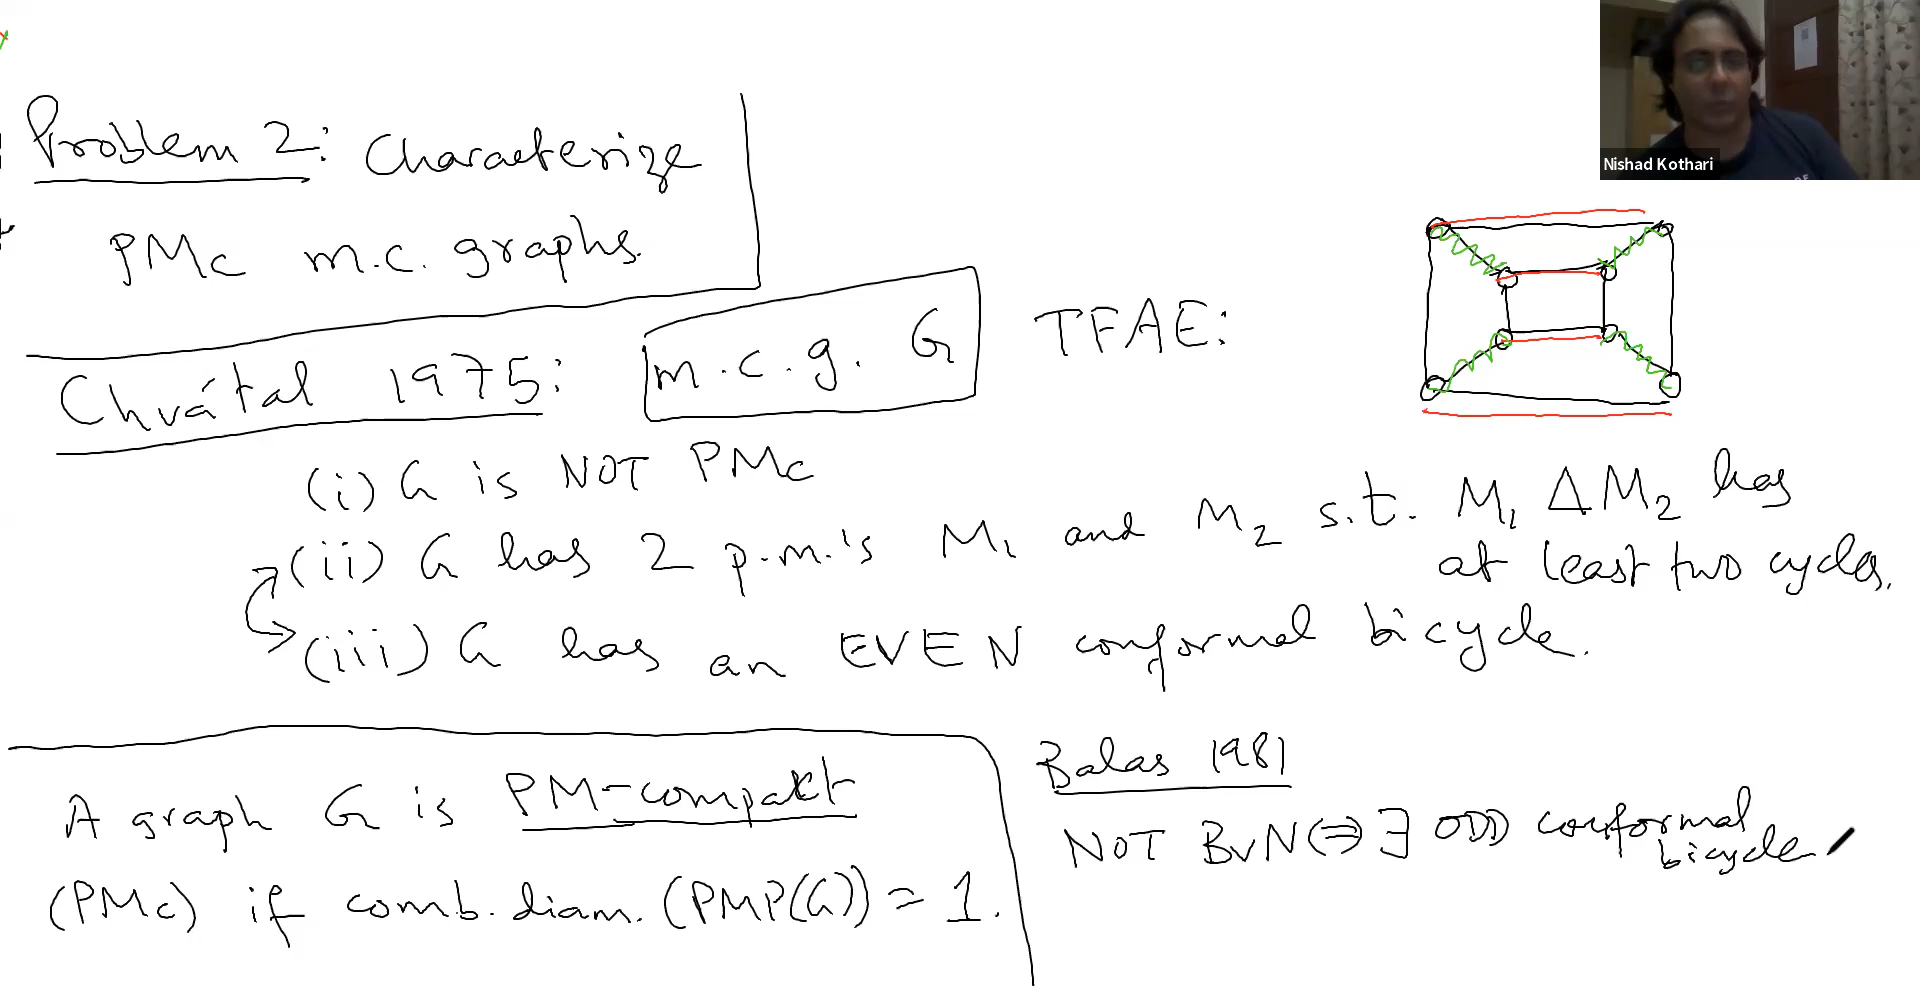 Problem 2: Characterize
PMc m.c. graphs.
Chvátal 1975: m.c.g. G TFAE:
(i) G is NOT PMc
(ii) G has 2 p.m.'s M₁ and M₂ s.t. M₁ Δ M₂ has
at least two cycles.
(iii) G has an EVEN conformal bicycle.
A graph G is PM-compakt
(PMc) if comb. diam. (PMP(G)) = 1.
Balas 1981
NOT BvN ⇔ ∃ ODD conformal
bicycle
Nishad Kothari